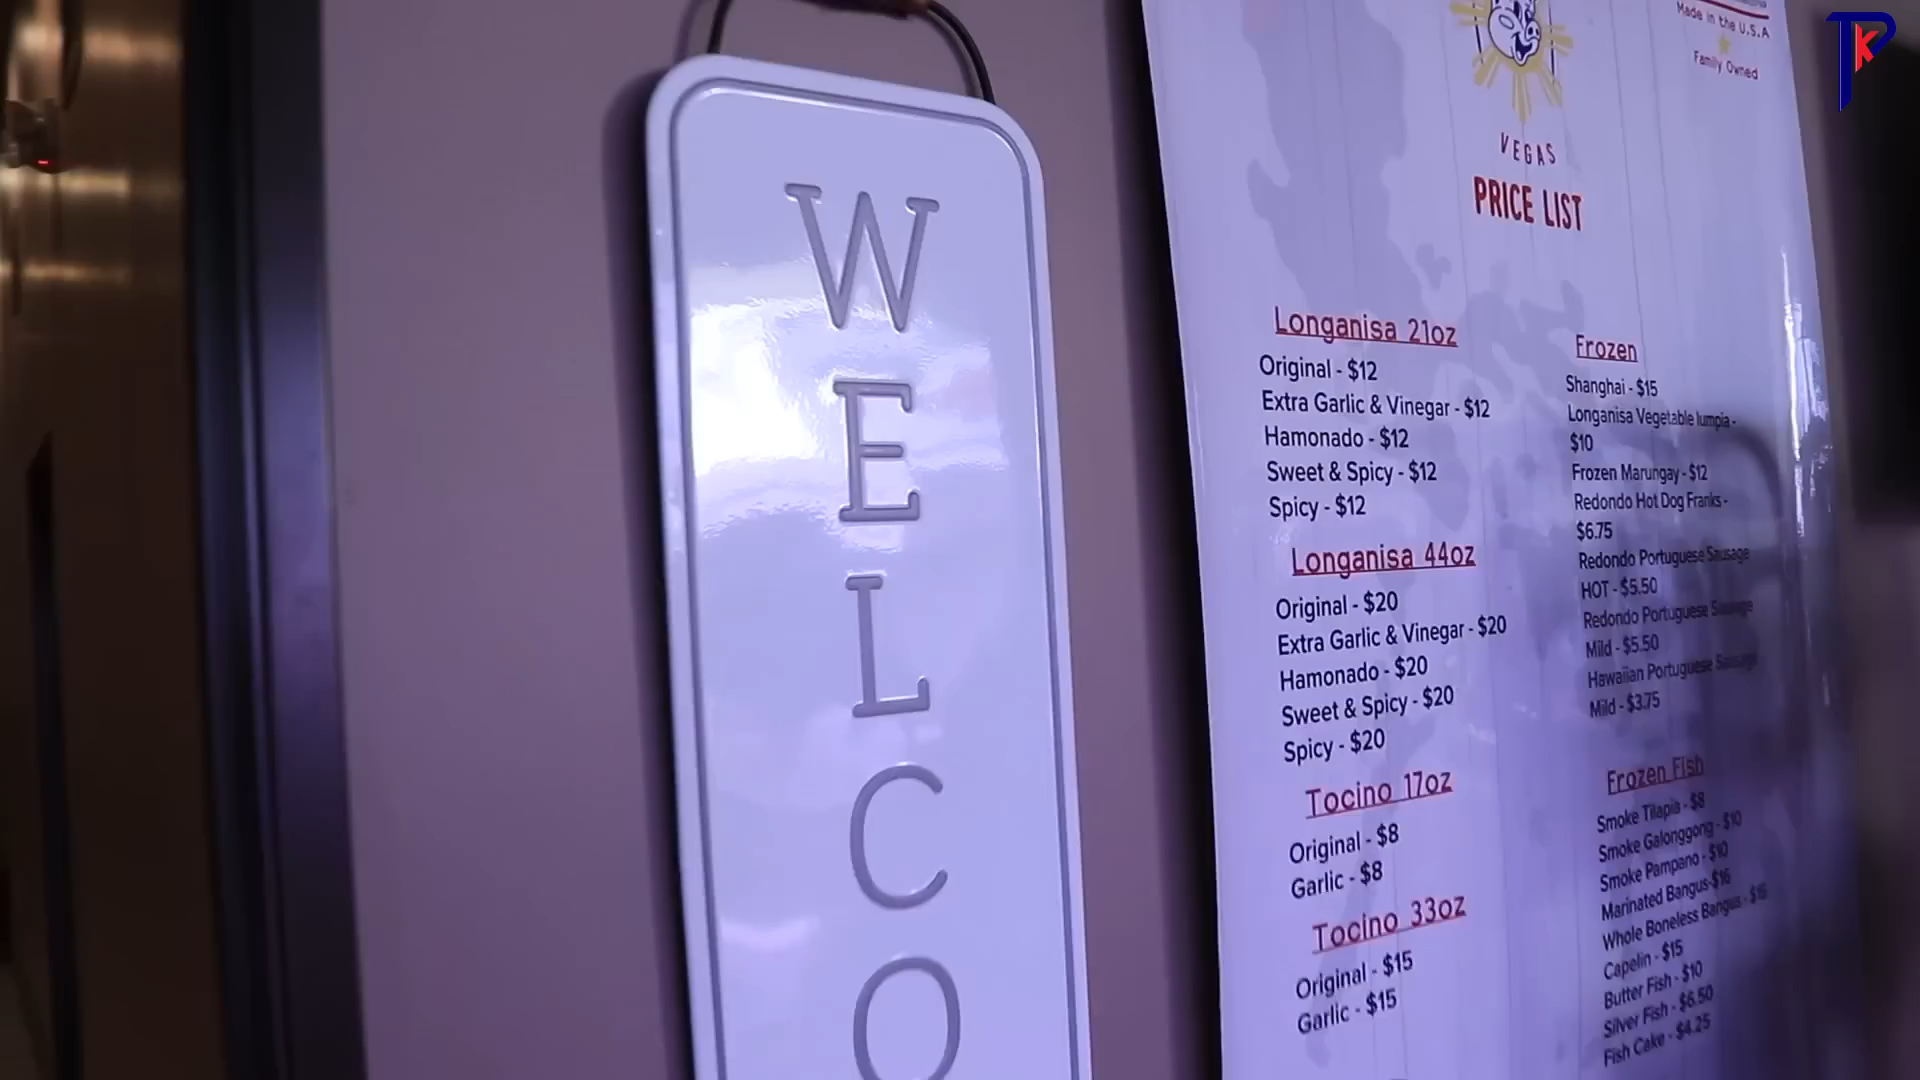 W
E
L
C
O
Made in the U.S.A
Family Owned
VEGAS
PRICE LIST
Longanisa 21oz
Original - $12
Extra Garlic & Vinegar - $12
Hamonado - $12
Sweet & Spicy - $12
Spicy - $12
Longanisa 44oz
Original - $20
Extra Garlic & Vinegar - $20
Hamonado - $20
Sweet & Spicy - $20
Spicy - $20
Tocino 17oz
Original - $8
Garlic - $8
Tocino 33oz
Original - $15
Garlic - $15
Frozen
Shanghai - $15
Longanisa Vegetable lumpia -
$10
Frozen Marungay - $12
Redondo Hot Dog Franks -
$6.75
Redondo Portuguese Sausage
HOT - $5.50
Redondo Portuguese Sausage
Mild - $5.50
Hawaiian Portuguese Sausage
Mild - $3.75
Frozen Fish
Smoke Tilapia - $8
Smoke Galonggong - $10
Smoke Pampano - $10
Marinated Bangus-$16
Whole Boneless Bangus -
Capelin - $15
Butter Fish - $10
Silver Fish - $6.50
Fish Cake - $4.25